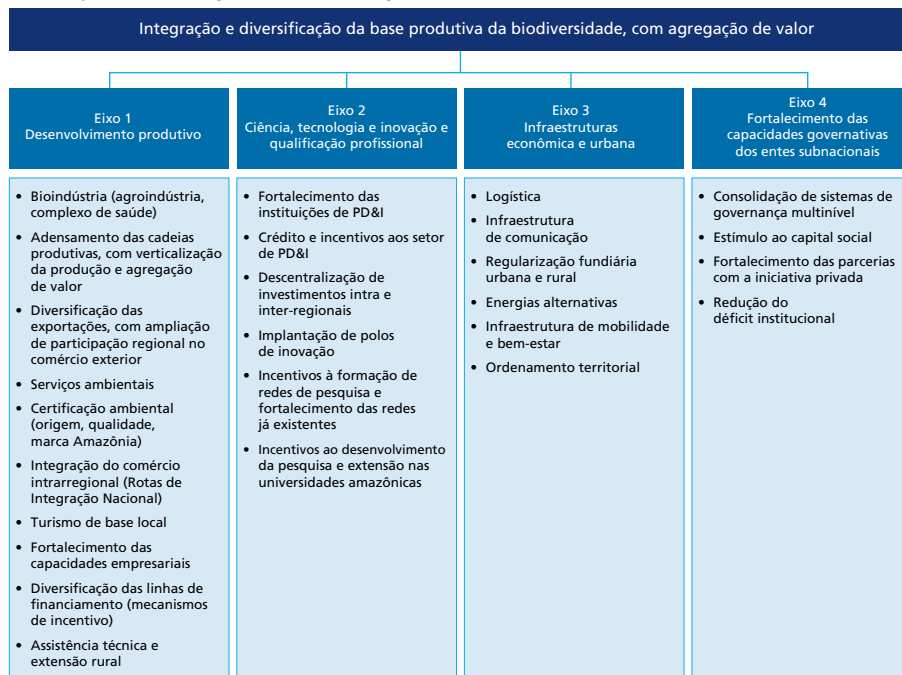 Integração e diversificação da base produtiva da biodiversidade, com agregação de valor
Eixo 1
Desenvolvimento produtivo
• Bioindústria (agroindústria,
complexo de saúde)
• Adensamento das cadeias
produtivas, com verticalização
da produção e agregação
de valor
• Diversificação das
exportações, com ampliação
de participação regional no
comércio exterior
• Serviços ambientais
• Certificação ambiental
(origem, qualidade,
marca Amazônia)
• Integração do comércio
intrarregional (Rotas de
Integração Nacional)
• Turismo de base local
• Fortalecimento das
capacidades empresariais
• Diversificação das linhas de
financiamento (mecanismos
de incentivo)
• Assistência técnica e
extensão rural
Eixo 2
Ciência, tecnologia e inovação e
qualificação profissional
• Fortalecimento das
instituições de PD&I
• Crédito e incentivos aos setor
de PD&I
• Descentralização de
investimentos intra e
inter-regionais
• Implantação de polos
de inovação
• Incentivos à formação de
redes de pesquisa e
fortalecimento das redes
já existentes
• Incentivos ao desenvolvimento
da pesquisa e extensão nas
universidades amazônicas
Eixo 3
Infraestruturas
econômica e urbana
• Logística
• Infraestrutura
de comunicação
• Regularização fundiária
urbana e rural
• Energias alternativas
• Infraestrutura de mobilidade
e bem-estar
• Ordenamento territorial
Eixo 4
Fortalecimento das
capacidades governativas
dos entes subnacionais
• Consolidação de sistemas de
governança multinível
• Estímulo ao capital social
• Fortalecimento das parcerias
com a iniciativa privada
• Redução do
déficit institucional